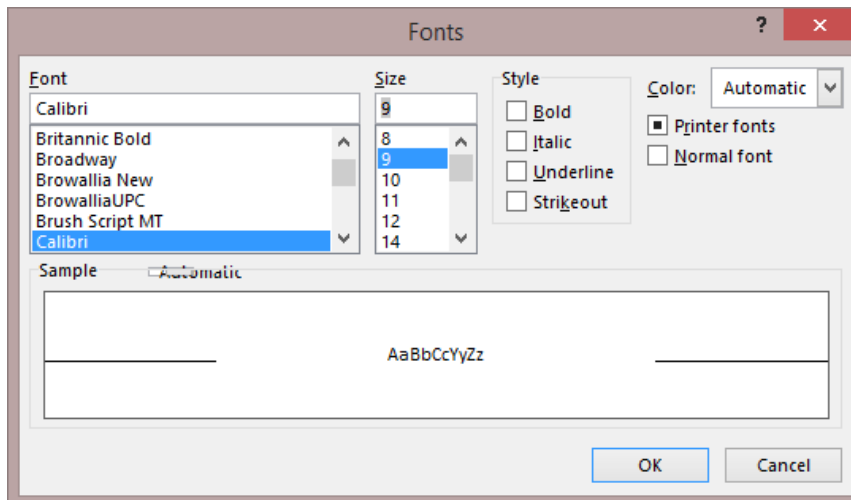 Fonts
?
Font
Calibri
Britannic Bold
Broadway
Browallia New
BrowalliaUPC
Brush Script MT
Calibri
Size
9
8
9
10
11
12
14
Style
Bold
Italic
Underline
Strikeout
Color: Automatic
Printer fonts
Normal font
Sample
Automatic
AaBbCcYyZz
OK
Cancel